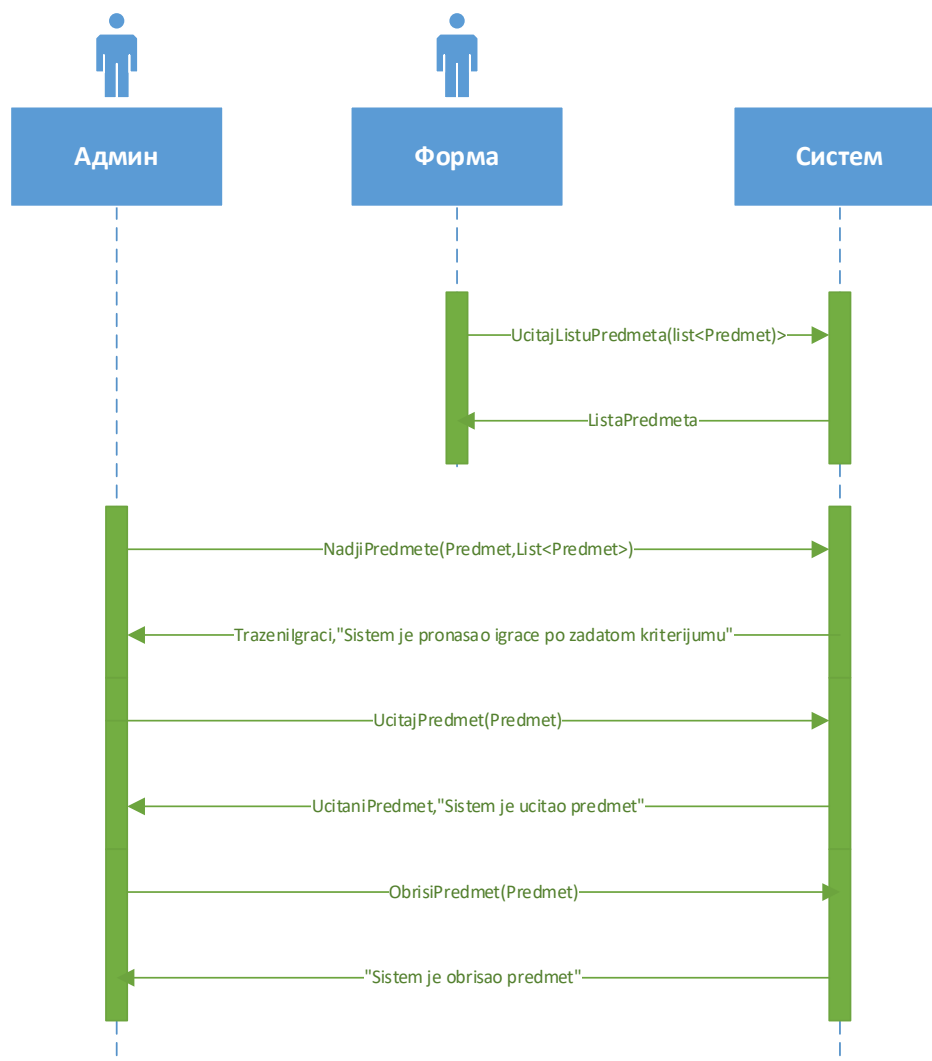 Админ
Форма
Систем
UcitajListuPredmeta(list<Predmet)>
ListaPredmeta
NadjiPredmete(Predmet,List<Predmet>)
TrazeniIgraci,"Sistem je pronasao igrace po zadatom kriterijumu"
UcitajPredmet(Predmet)
UcitaniPredmet,"Sistem je ucitao predmet"
ObrisiPredmet(Predmet)
"Sistem je obrisao predmet"